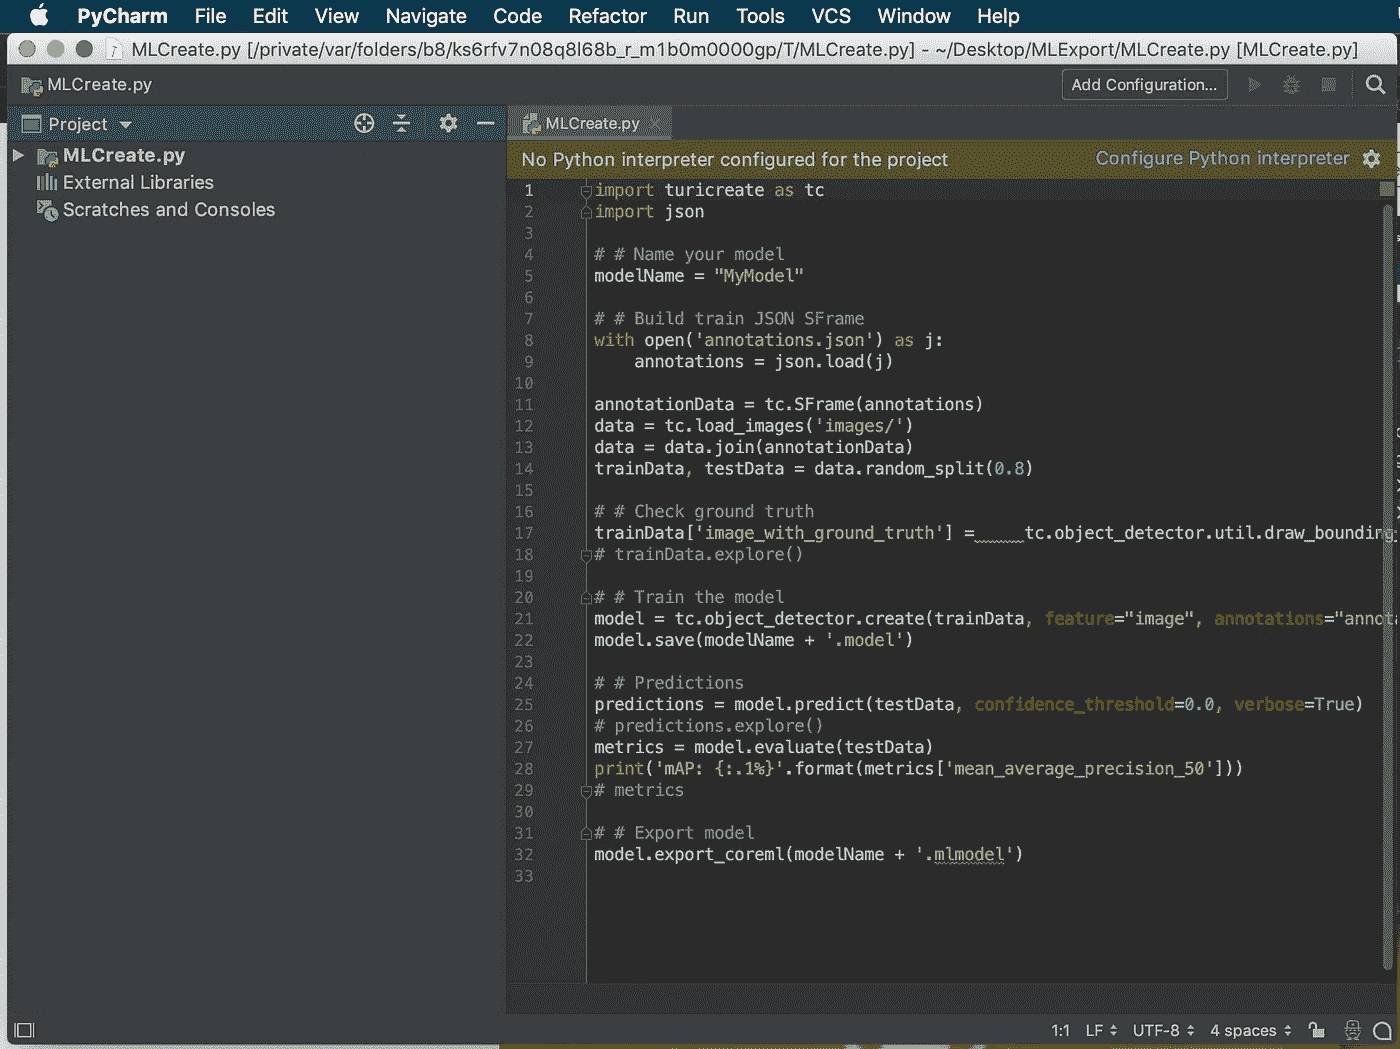 PyCharm File Edit View Navigate Code Refactor Run Tools VCS Window Help
MLCreate.py [/private/var/folders/b8/ks6rfv7n08q8l68b_r_m1b0m0000gp/T/MLCreate.py] - ~/Desktop/MLExport/MLCreate.py [MLCreate.py]
MLCreate.py Add Configuration...
Project MLCreate.py
MLCreate.py
External Libraries
Scratches and Consoles
No Python interpreter configured for the project Configure Python interpreter
1 import turicreate as tc
2 import json
3
4 # # Name your model
5 modelName = "MyModel"
6
7 # # Build train JSON SFrame
8 with open('annotations.json') as j:
9     annotations = json.load(j)
10
11 annotationData = tc.SFrame(annotations)
12 data = tc.load_images('images/')
13 data = data.join(annotationData)
14 trainData, testData = data.random_split(0.8)
15
16 # # Check ground truth
17 trainData['image_with_ground_truth'] =     tc.object_detector.util.draw_bounding_
18 # trainData.explore()
19
20 # # Train the model
21 model = tc.object_detector.create(trainData, feature="image", annotations="annota
22 model.save(modelName + '.model')
23
24 # # Predictions
25 predictions = model.predict(testData, confidence_threshold=0.0, verbose=True)
26 # predictions.explore()
27 metrics = model.evaluate(testData)
28 print('mAP: {:.1%}'.format(metrics['mean_average_precision_50']))
29 # metrics
30
31 # # Export model
32 model.export_coreml(modelName + '.mlmodel')
33
1:1 LF UTF-8 4 spaces